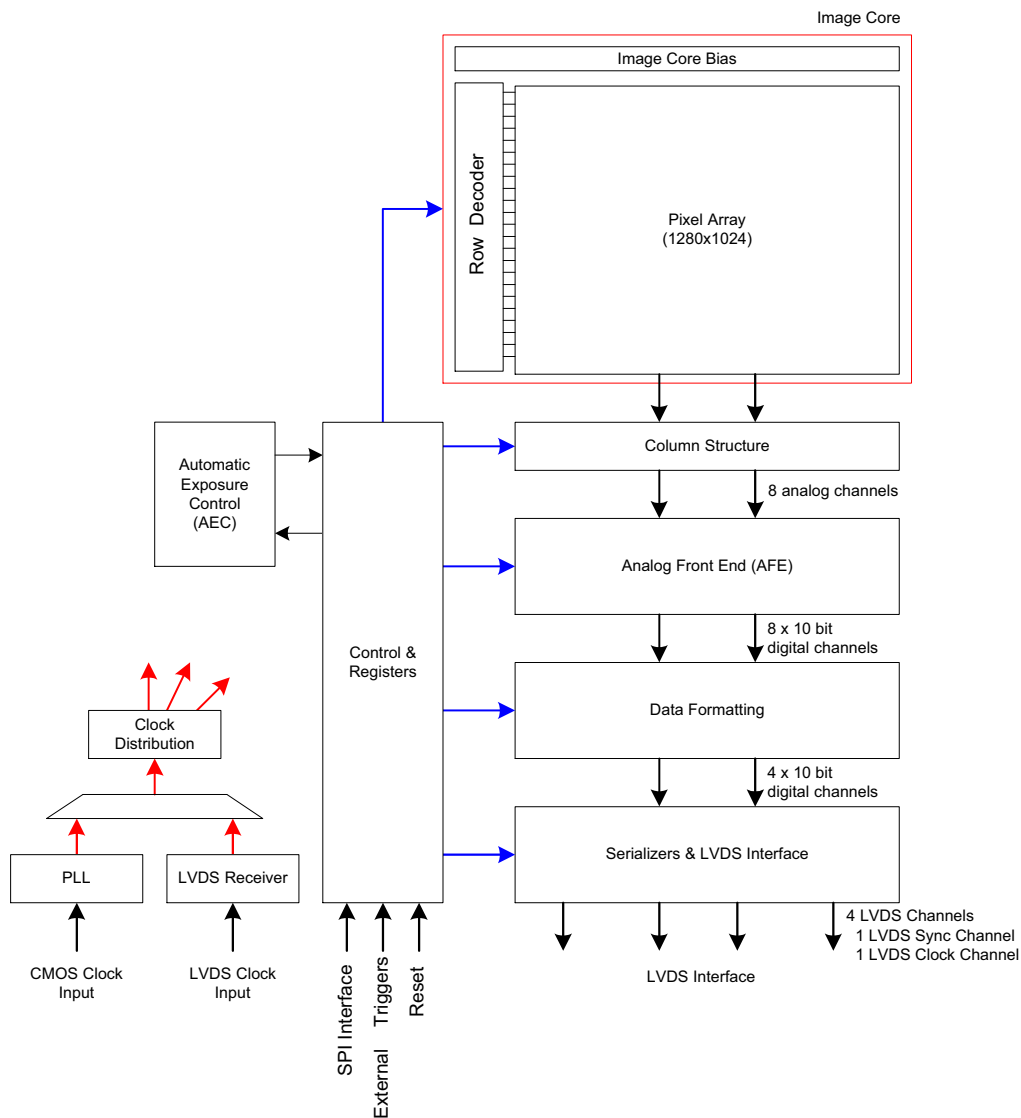 Image Core
Image Core Bias
Row Decoder
Pixel Array
(1280x1024)
Automatic
Exposure
Control
(AEC)
Column Structure
8 analog channels
Analog Front End (AFE)
8 x 10 bit
digital channels
Control &
Registers
Data Formatting
Clock
Distribution
4 x 10 bit
digital channels
Serializers & LVDS Interface
PLL
LVDS Receiver
4 LVDS Channels
1 LVDS Sync Channel
1 LVDS Clock Channel
CMOS Clock
Input
LVDS Clock
Input
LVDS Interface
SPI Interface
External Triggers
Reset